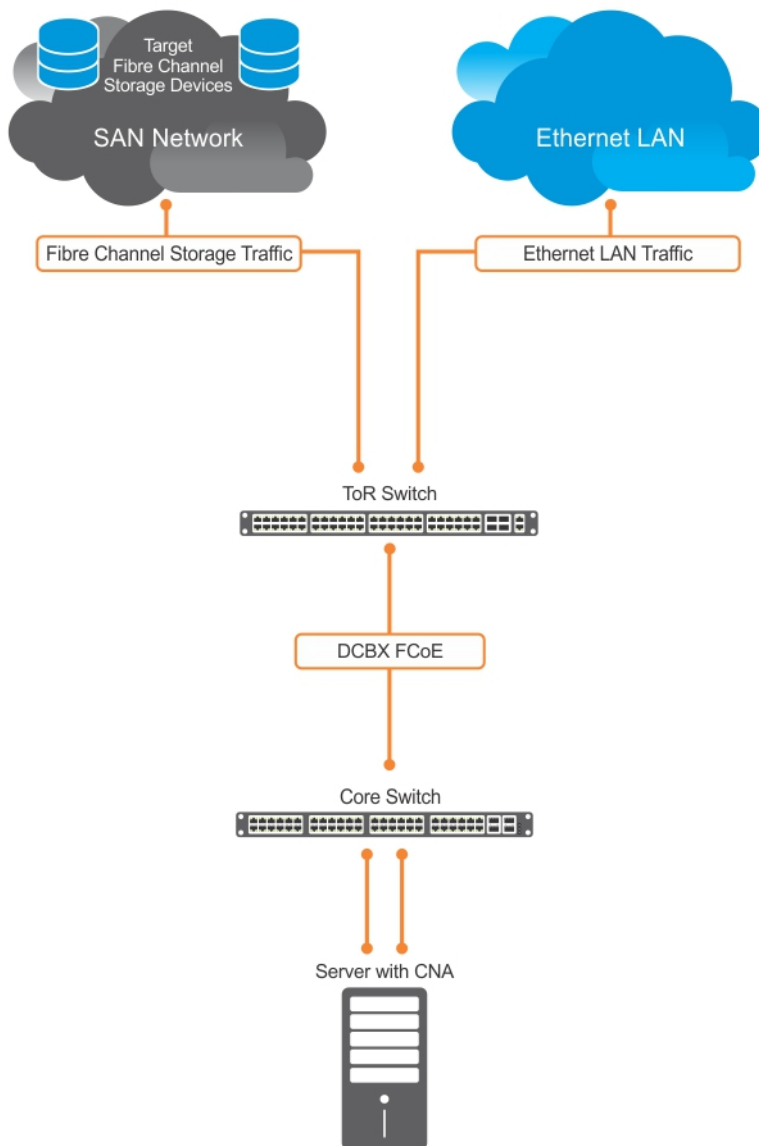 Target
Fibre Channel
Storage Devices
SAN Network
Ethernet LAN
Fibre Channel Storage Traffic
Ethernet LAN Traffic
ToR Switch
DCBX FCoE
Core Switch
Server with CNA